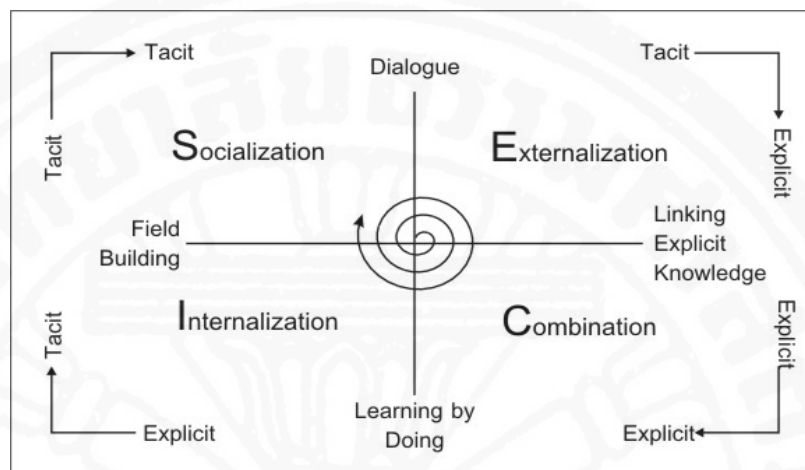 Tacit
Dialogue
Tacit
Tacit
Socialization
Externalization
Explicit
Field
Building
Linking
Explicit
Knowledge
Tacit
Internalization
Combination
Explicit
Explicit
Learning by
Doing
Explicit